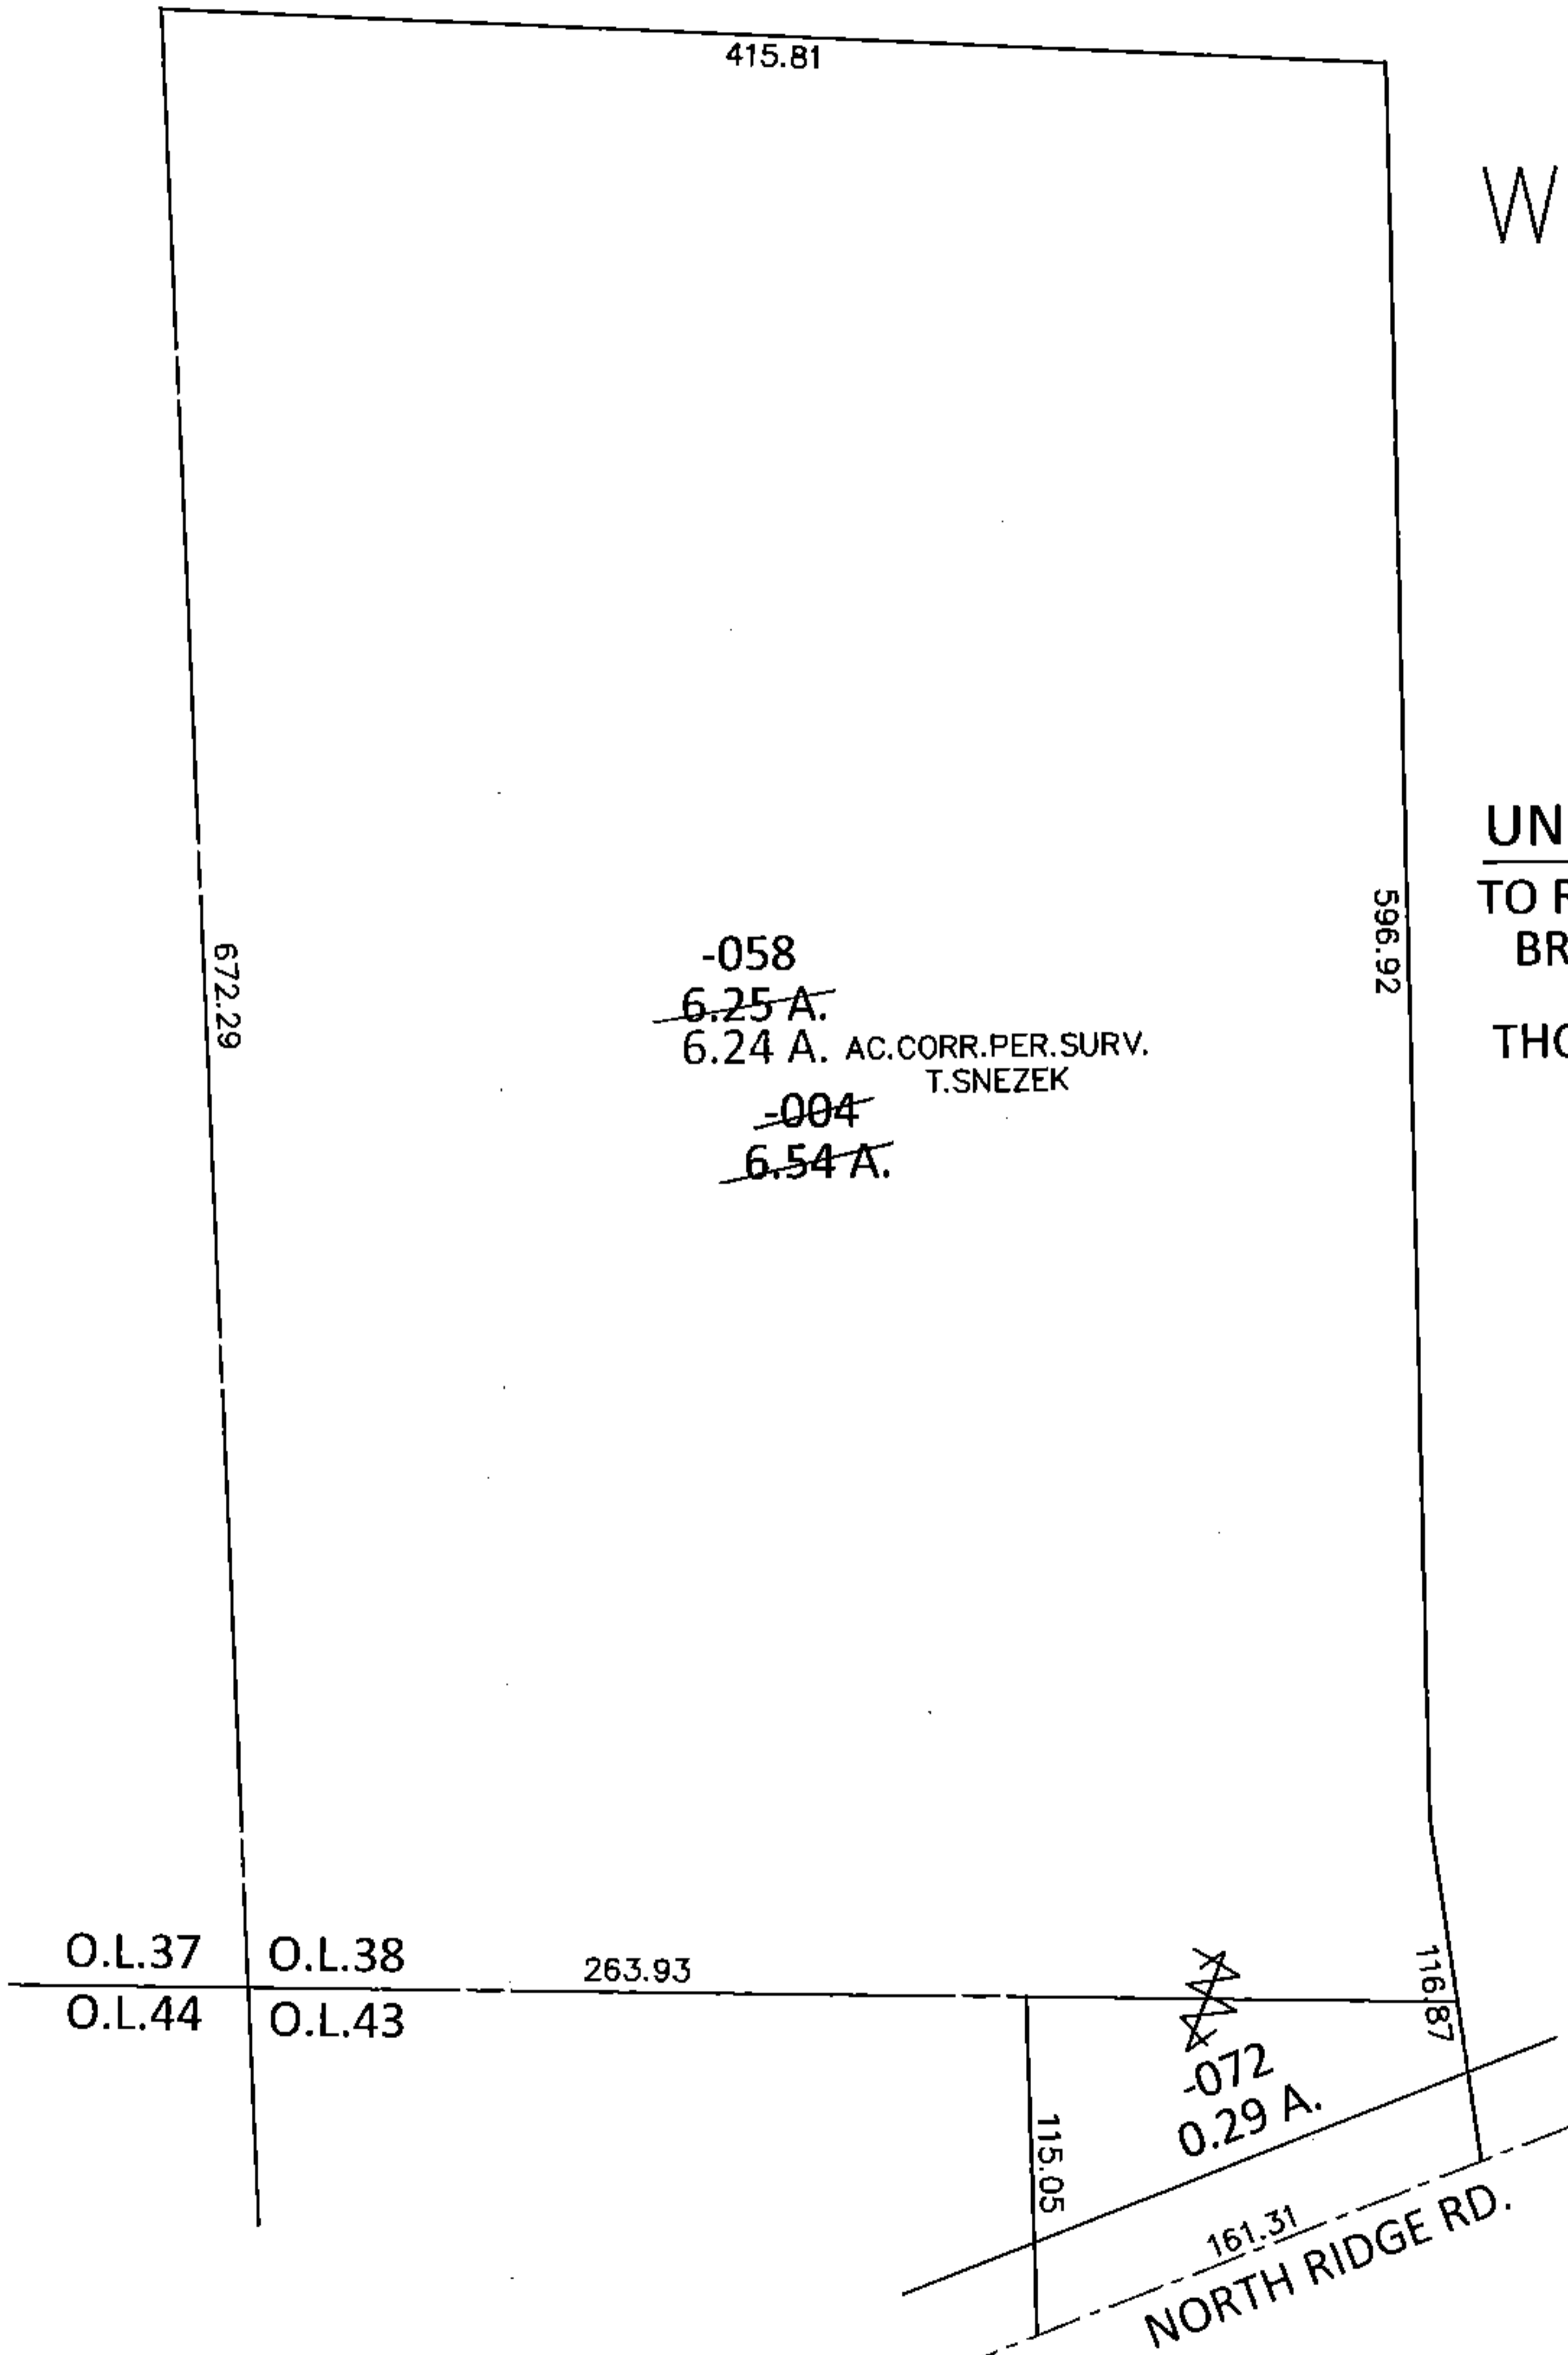 415.81
W
UN
TO R
BR
THO
596.92
672.29
-058
6.25 A.
6.24 A. AC.CORR.PER.SURV.
T.SNEZEK
-004
6.54 A.
O.L.37 O.L.38
263.93
116.87
O.L.44 O.L.43
-072
0.29 A.
115.05
161.31
NORTH RIDGE RD.